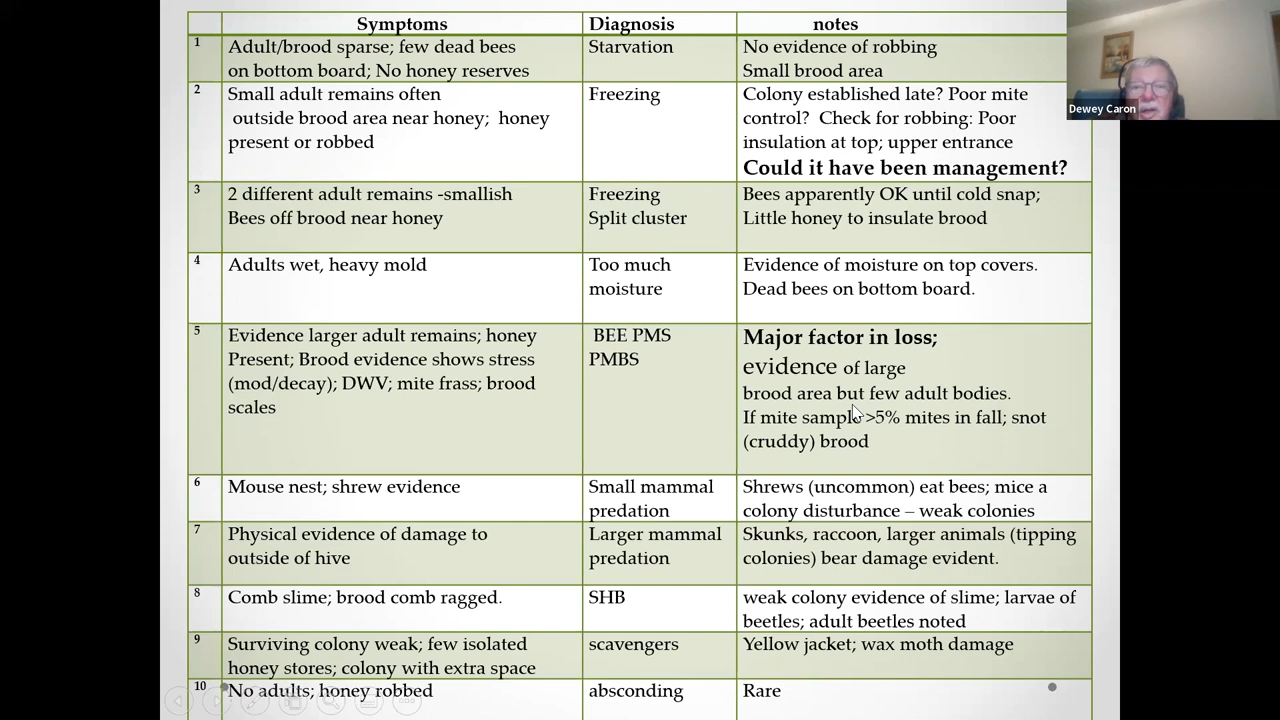 Symptoms Diagnosis notes
1 Adult/brood sparse; few dead bees on bottom board; No honey reserves
Starvation
No evidence of robbing
Small brood area
2 Small adult remains often
outside brood area near honey; honey
present or robbed
Freezing
Colony established late? Poor mite
control? Check for robbing: Poor
insulation at top; upper entrance
Could it have been management?
3 2 different adult remains -smallish
Bees off brood near honey
Freezing
Split cluster
Bees apparently OK until cold snap;
Little honey to insulate brood
4 Adults wet, heavy mold
Too much
moisture
Evidence of moisture on top covers.
Dead bees on bottom board.
5 Evidence larger adult remains; honey
Present; Brood evidence shows stress
(mod/decay); DWV; mite frass; brood
scales
BEE PMS
PMBS
Major factor in loss;
evidence of large
brood area but few adult bodies.
If mite sample >5% mites in fall; snot
(cruddy) brood
6 Mouse nest; shrew evidence
Small mammal
predation
Shrews (uncommon) eat bees; mice a
colony disturbance – weak colonies
7 Physical evidence of damage to
outside of hive
Larger mammal
predation
Skunks, raccoon, larger animals (tipping
colonies) bear damage evident.
8 Comb slime; brood comb ragged.
SHB
weak colony evidence of slime; larvae of
beetles; adult beetles noted
9 Surviving colony weak; few isolated
honey stores; colony with extra space
scavengers
Yellow jacket; wax moth damage
10 No adults; honey robbed
absconding
Rare
Dewey Caron